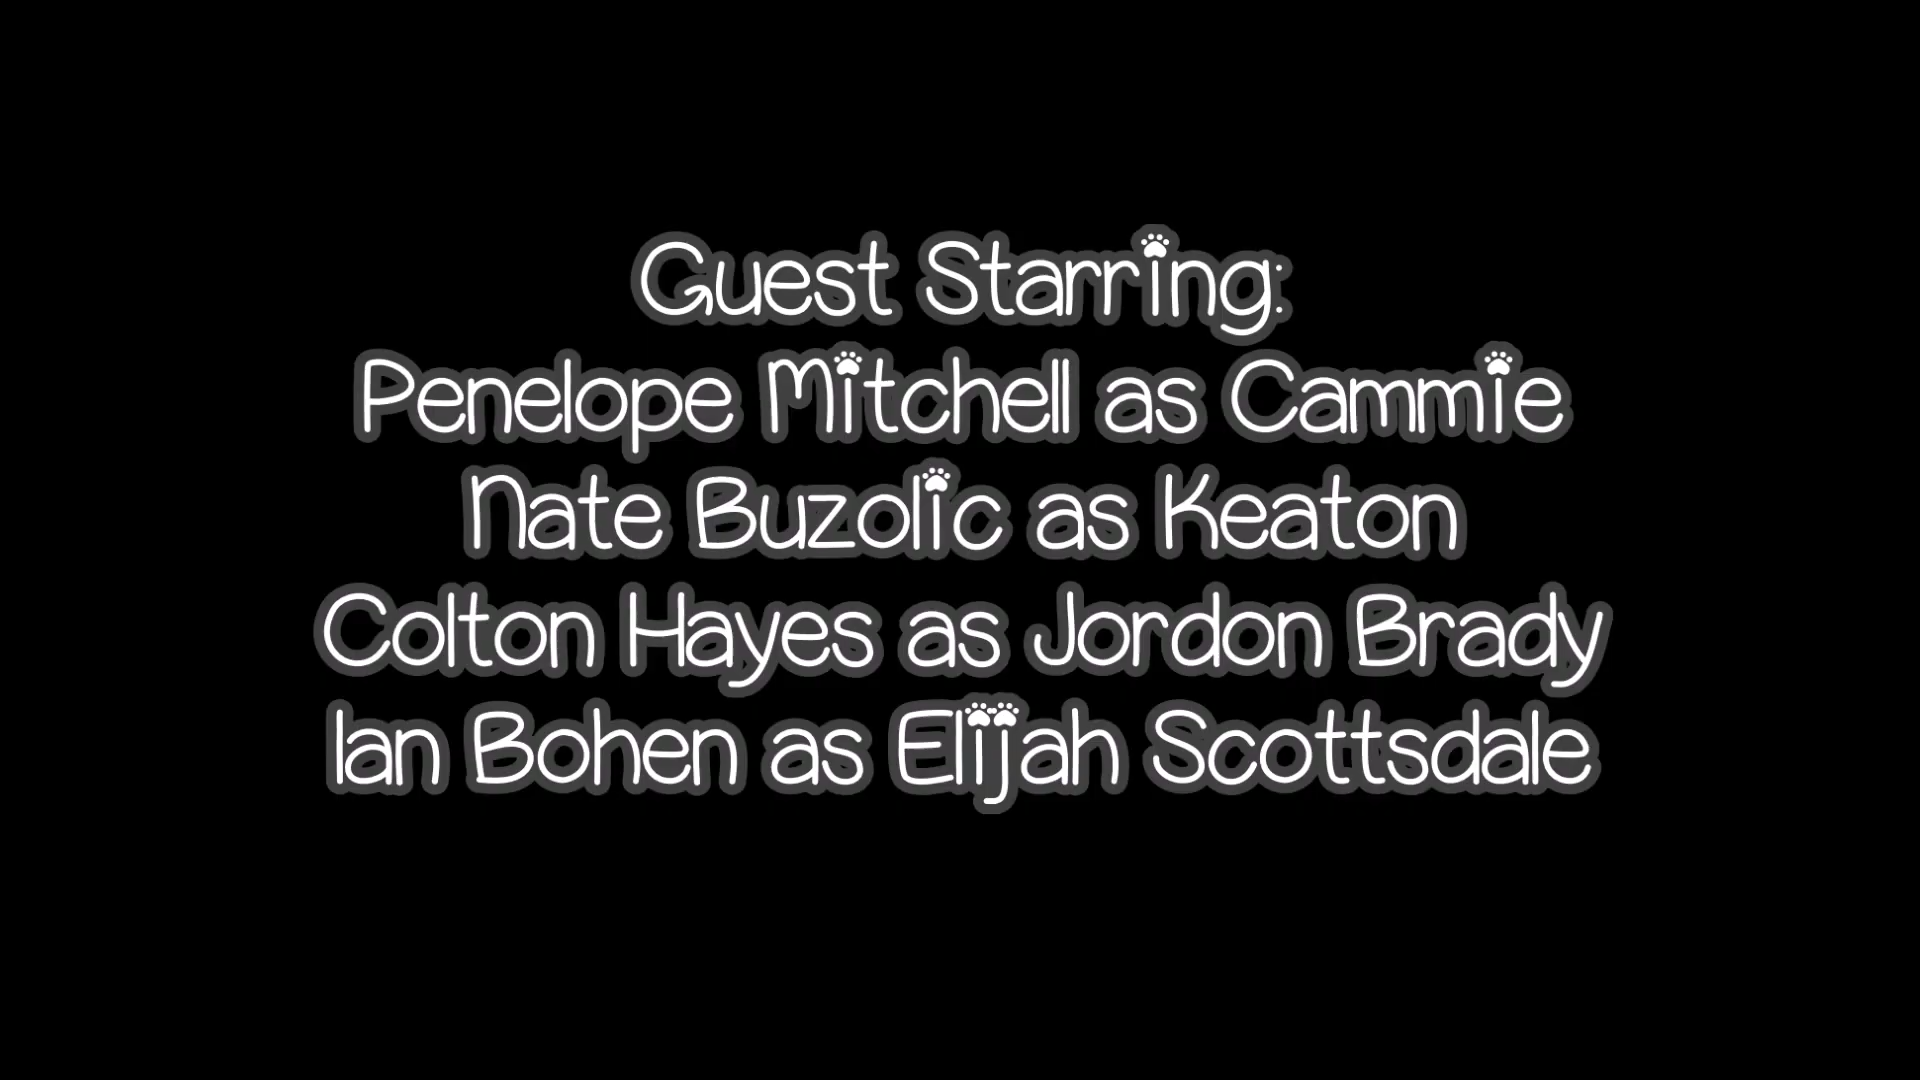 Guest Starring:
Penelope Mitchell as Cammie
Nate Buzolic as Keaton
Colton Hayes as Jordon Brady
Ian Bohen as Elijah Scottsdale